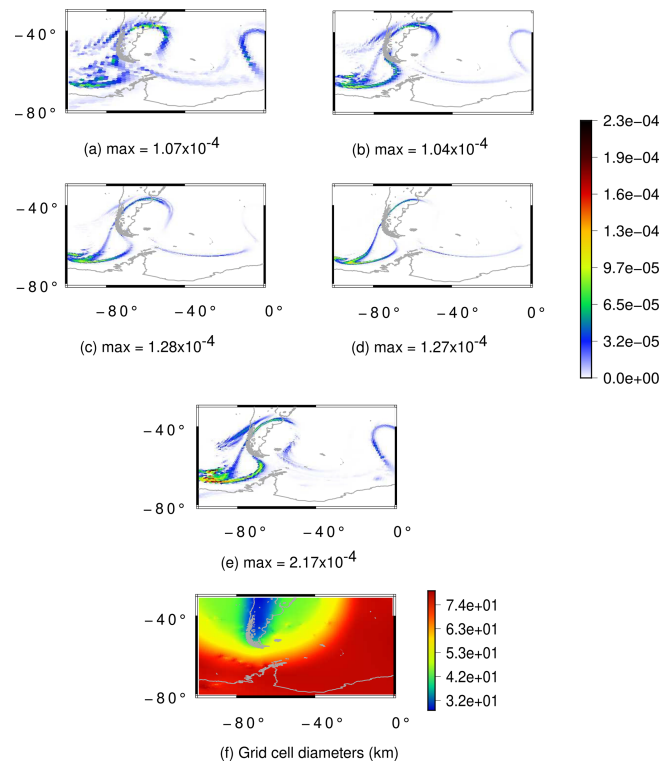 −40°
−80°
(a) max = 1.07x10-4
(b) max = 1.04x10-4
−40°
−80°
−80° −40° 0° −80° −40° 0°
(c) max = 1.28x10-4
(d) max = 1.27x10-4
2.3e−04
1.9e−04
1.6e−04
1.3e−04
9.7e−05
6.5e−05
3.2e−05
0.0e+00
−40°
−80°
−80° −40° 0°
(e) max = 2.17x10-4
−40°
−80°
−80° −40° 0°
7.4e+01
6.3e+01
5.2e+01
4.2e+01
3.2e+01
(f) Grid cell diameters (km)